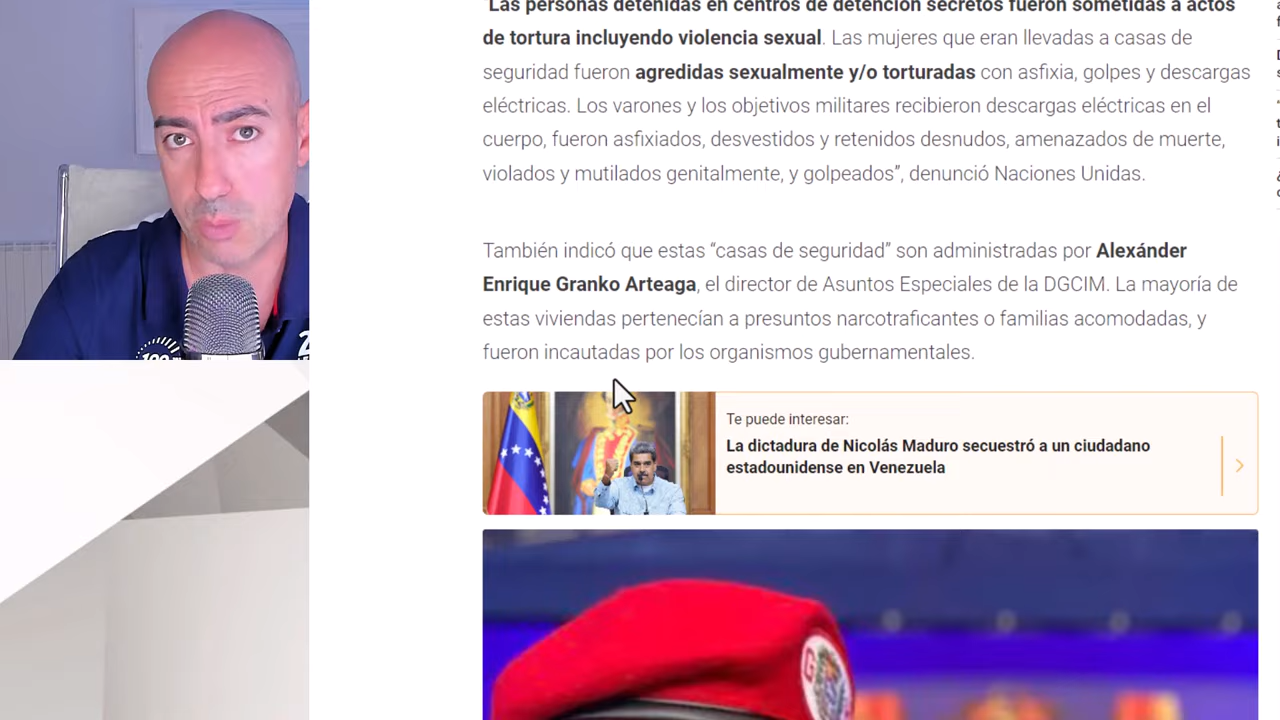 "Las personas detenidas en centros de detención secretos fueron sometidas a actos
de tortura incluyendo violencia sexual. Las mujeres que eran llevadas a casas de
seguridad fueron agredidas sexualmente y/o torturadas con asfixia, golpes y descargas
eléctricas. Los varones y los objetivos militares recibieron descargas eléctricas en el
cuerpo, fueron asfixiados, desvestidos y retenidos desnudos, amenazados de muerte,
violados y mutilados genitalmente, y golpeados”, denunció Naciones Unidas.
También indicó que estas “casas de seguridad” son administradas por Alexánder
Enrique Granko Arteaga, el director de Asuntos Especiales de la DGCIM. La mayoría de
estas viviendas pertenecían a presuntos narcotraficantes o familias acomodadas, y
fueron incautadas por los organismos gubernamentales.
Te puede interesar:
La dictadura de Nicolás Maduro secuestró a un ciudadano
estadounidense en Venezuela